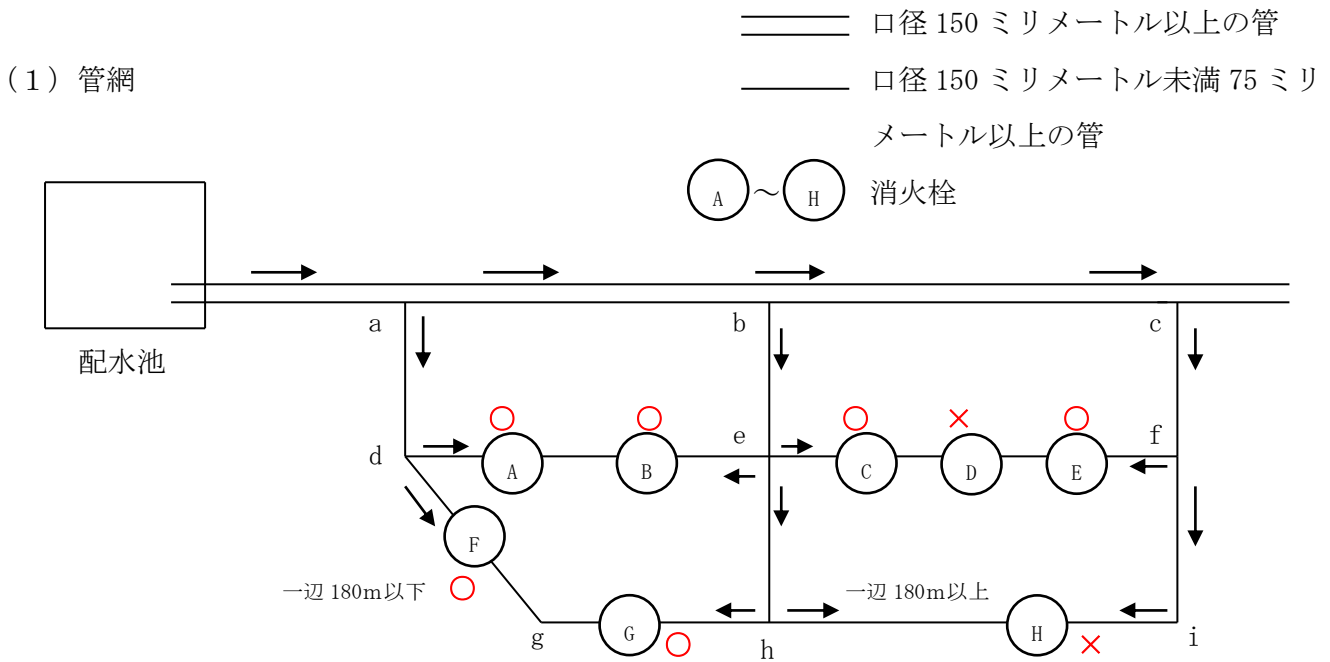 口径 150 ミリメートル以上の管
(1) 管網
口径 150 ミリメートル未満 75 ミリ
メートル以上の管
A ～ H 消火栓
配水池
a b c
d A B e C D E f
F
一辺 180m以下 一辺 180m以上
g G h H i